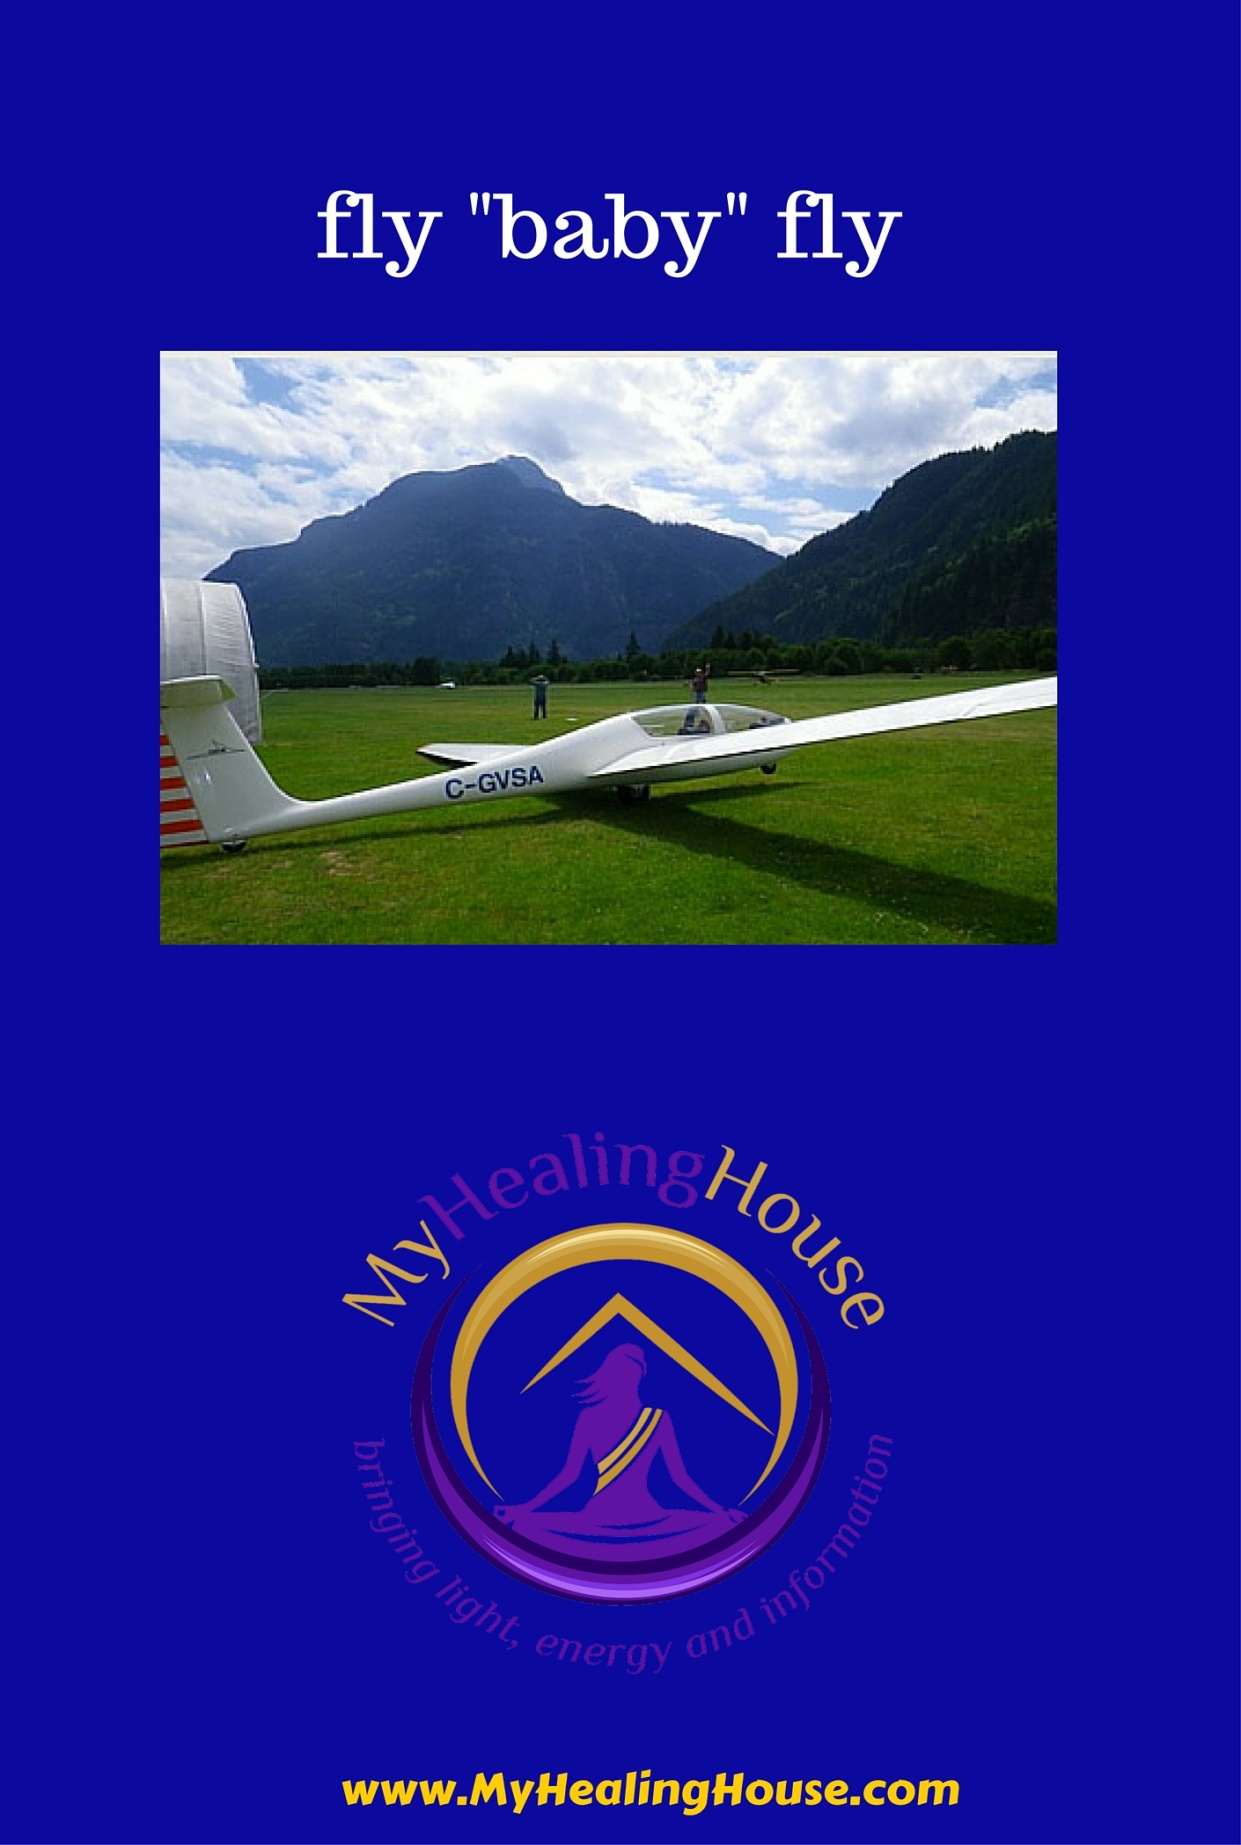 fly "baby" fly
C-GVSA
MyHealingHouse
bringing light, energy and information
www.MyHealingHouse.com